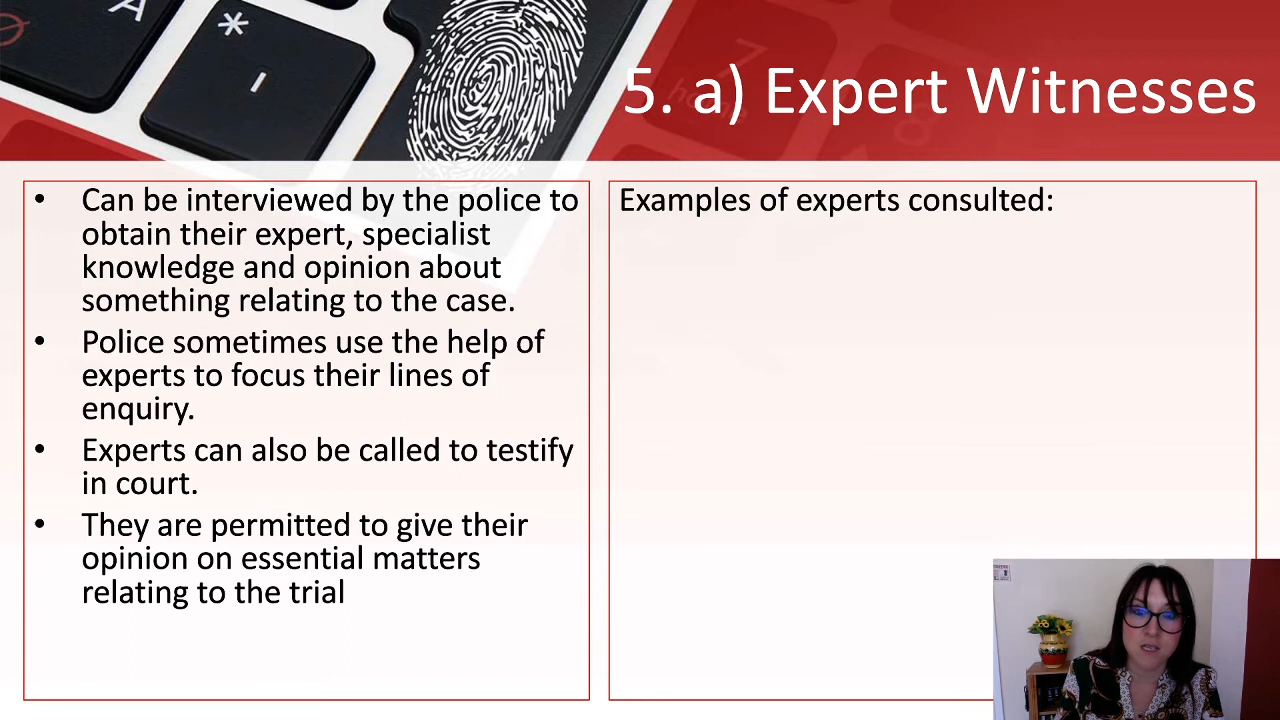 A
*
5. a) Expert Witnesses
• Can be interviewed by the police to
obtain their expert, specialist
knowledge and opinion about
something relating to the case.
• Police sometimes use the help of
experts to focus their lines of
enquiry.
• Experts can also be called to testify
in court.
• They are permitted to give their
opinion on essential matters
relating to the trial
Examples of experts consulted: